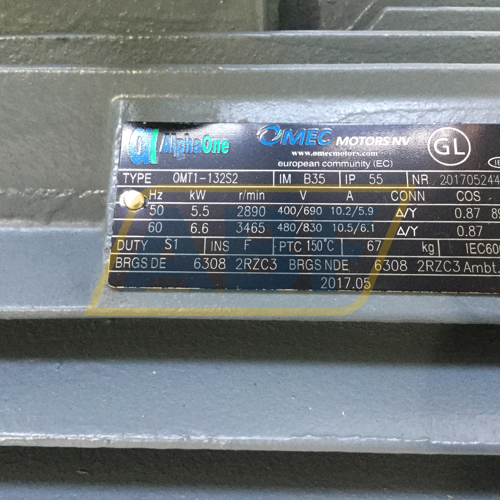 AlphaOne OMEC MOTORS NV GL
www.omecmotors.com
european community (EC)
TYPE OMT1-132S2 IM B35 IP 55 NR. 201705244
Hz kW r/min V A CONN COS
50 5.5 2890 400/690 10.2/5.9 Δ/Y 0.87
60 6.6 3465 480/830 10.5/6.1 Δ/Y 0.87
DUTY S1 INS F PTC 150°C 67 kg
BRGS DE 6308 2RZC3 BRGS NDE 6308 2RZC3 Ambt.
2017.05